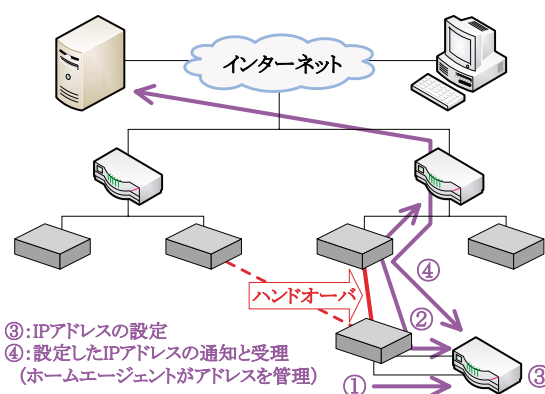 インターネット
④
ハンドオーバ
②
③:IPアドレスの設定
④:設定したIPアドレスの通知と受理
(ホームエージェントがアドレスを管理)
①
③